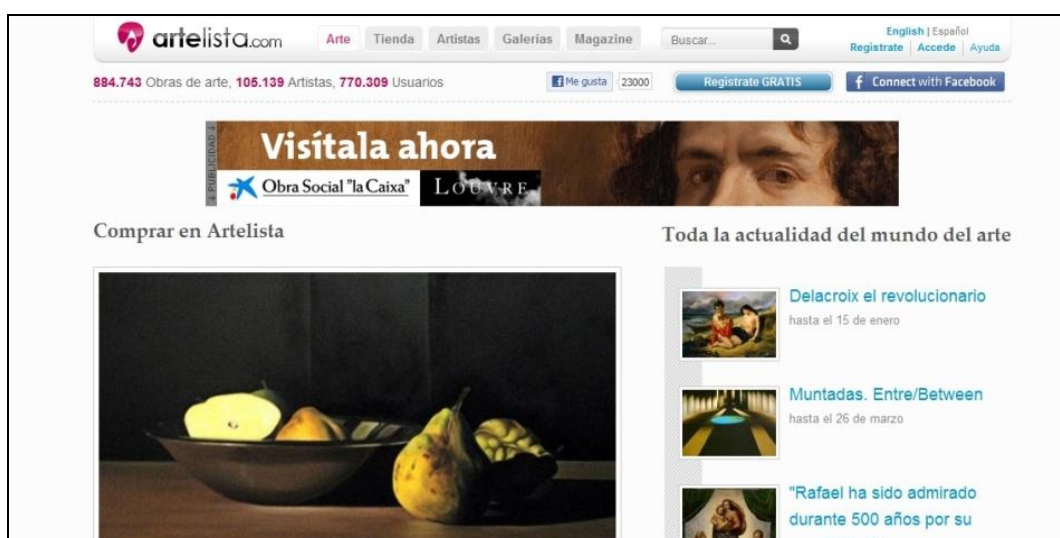 artelista.com
Arte Tienda Artistas Galerías Magazine
Buscar...
English | Español
Regístrate | Accede | Ayuda
884.743 Obras de arte, 105.139 Artistas, 770.309 Usuarios
Me gusta 23000
Regístrate GRATIS
f Connect with Facebook
↓ PUBLICIDAD ↓
Visítala ahora
Obra Social "la Caixa" LOUVRE
Comprar en Artelista
Toda la actualidad del mundo del arte
Delacroix el revolucionario
hasta el 15 de enero
Muntadas. Entre/Between
hasta el 26 de marzo
"Rafael ha sido admirado
durante 500 años por su